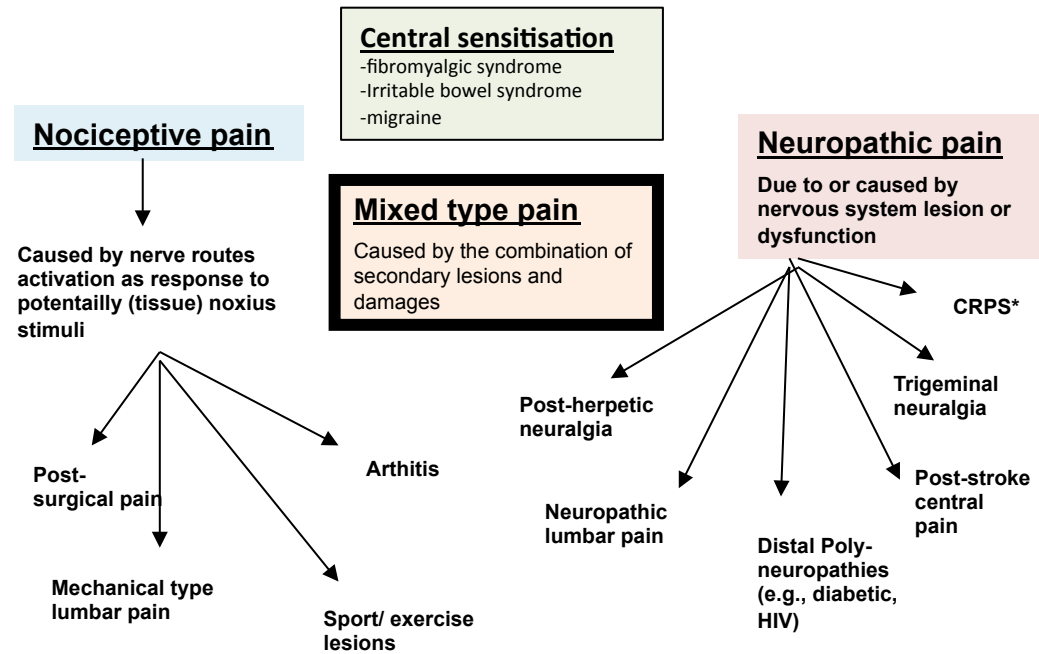 Central sensitisation
-fibromyalgic syndrome
-Irritable bowel syndrome
-migraine
Nociceptive pain
Caused by nerve routes
activation as response to
potentailly (tissue) noxius
stimuli
Mixed type pain
Caused by the combination of
secondary lesions and
damages
Neuropathic pain
Due to or caused by
nervous system lesion or
dysfunction
Post-
surgical pain
Mechanical type
lumbar pain
Sport/ exercise
lesions
Arthitis
Post-herpetic
neuralgia
Neuropathic
lumbar pain
Distal Poly-
neuropathies
(e.g., diabetic,
HIV)
Post-stroke
central
pain
Trigeminal
neuralgia
CRPS*